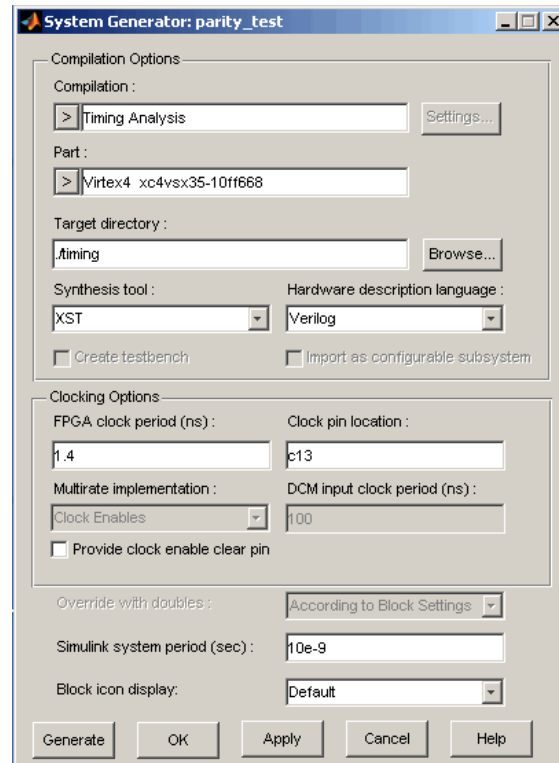 System Generator: parity_test
Compilation Options
Compilation :
> Timing Analysis Settings...
Part :
> Virtex4 xc4vsx35-10ff668
Target directory :
./timing Browse...
Synthesis tool : Hardware description language :
XST Verilog
Create testbench Import as configurable subsystem
Clocking Options
FPGA clock period (ns) : Clock pin location :
1.4 c13
Multirate implementation : DCM input clock period (ns) :
Clock Enables 100
Provide clock enable clear pin
Override with doubles : According to Block Settings
Simulink system period (sec) : 10e-9
Block icon display: Default
Generate OK Apply Cancel Help